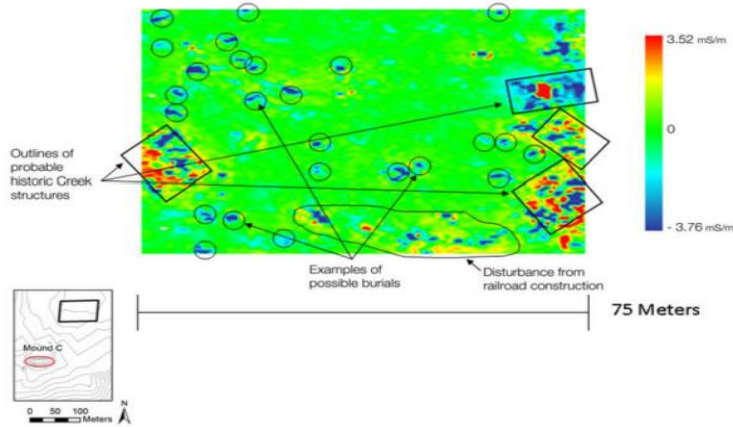 3.52 mS/m
0
- 3.76 mS/m
Outlines of
probable
historic Creek
structures
Examples of
possible burials
Disturbance from
railroad construction
75 Meters
Mound C
N
0 50 100
Meters